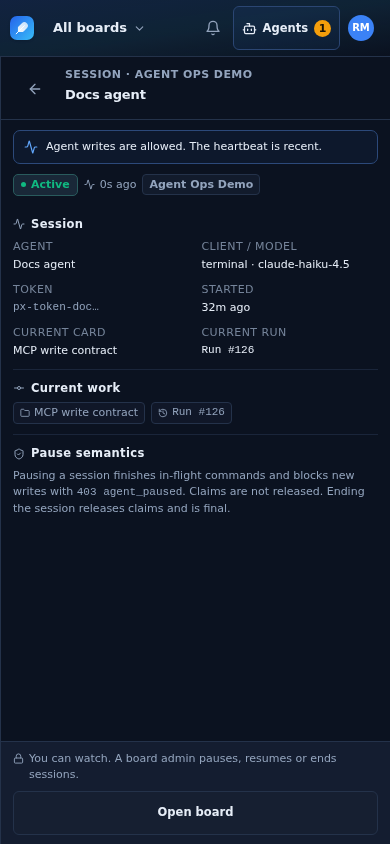 All boards
Agents 1
RM
SESSION · AGENT OPS DEMO
Docs agent
Agent writes are allowed. The heartbeat is recent.
Active
0s ago
Agent Ops Demo
Session
AGENT
CLIENT / MODEL
Docs agent
terminal · claude-haiku-4.5
TOKEN
STARTED
px-token-doc…
32m ago
CURRENT CARD
CURRENT RUN
MCP write contract
Run #126
Current work
MCP write contract
Run #126
Pause semantics
Pausing a session finishes in-flight commands and blocks new
writes with 403 agent_paused. Claims are not released. Ending
the session releases claims and is final.
You can watch. A board admin pauses, resumes or ends
sessions.
Open board